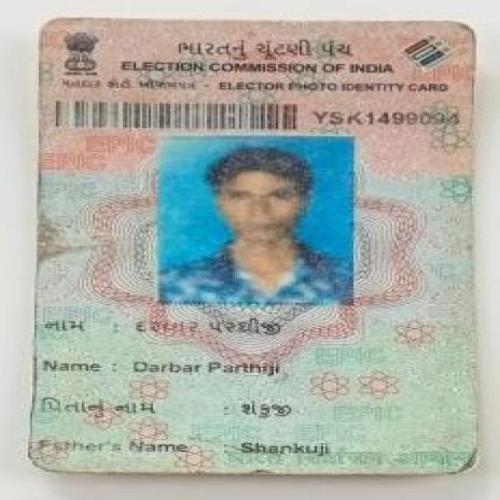 ભારતનું ચૂંટણી પંચ
ELECTION COMMISSION OF INDIA
મતદાર ફોટો ઓળખપત્ર - ELECTOR PHOTO IDENTITY CARD
YSK1499094
નામ : દરબાર પરથીજી
Name : Darbar Parthiji
પિતાનું નામ : શંકુજી
Father's Name : Shankuji